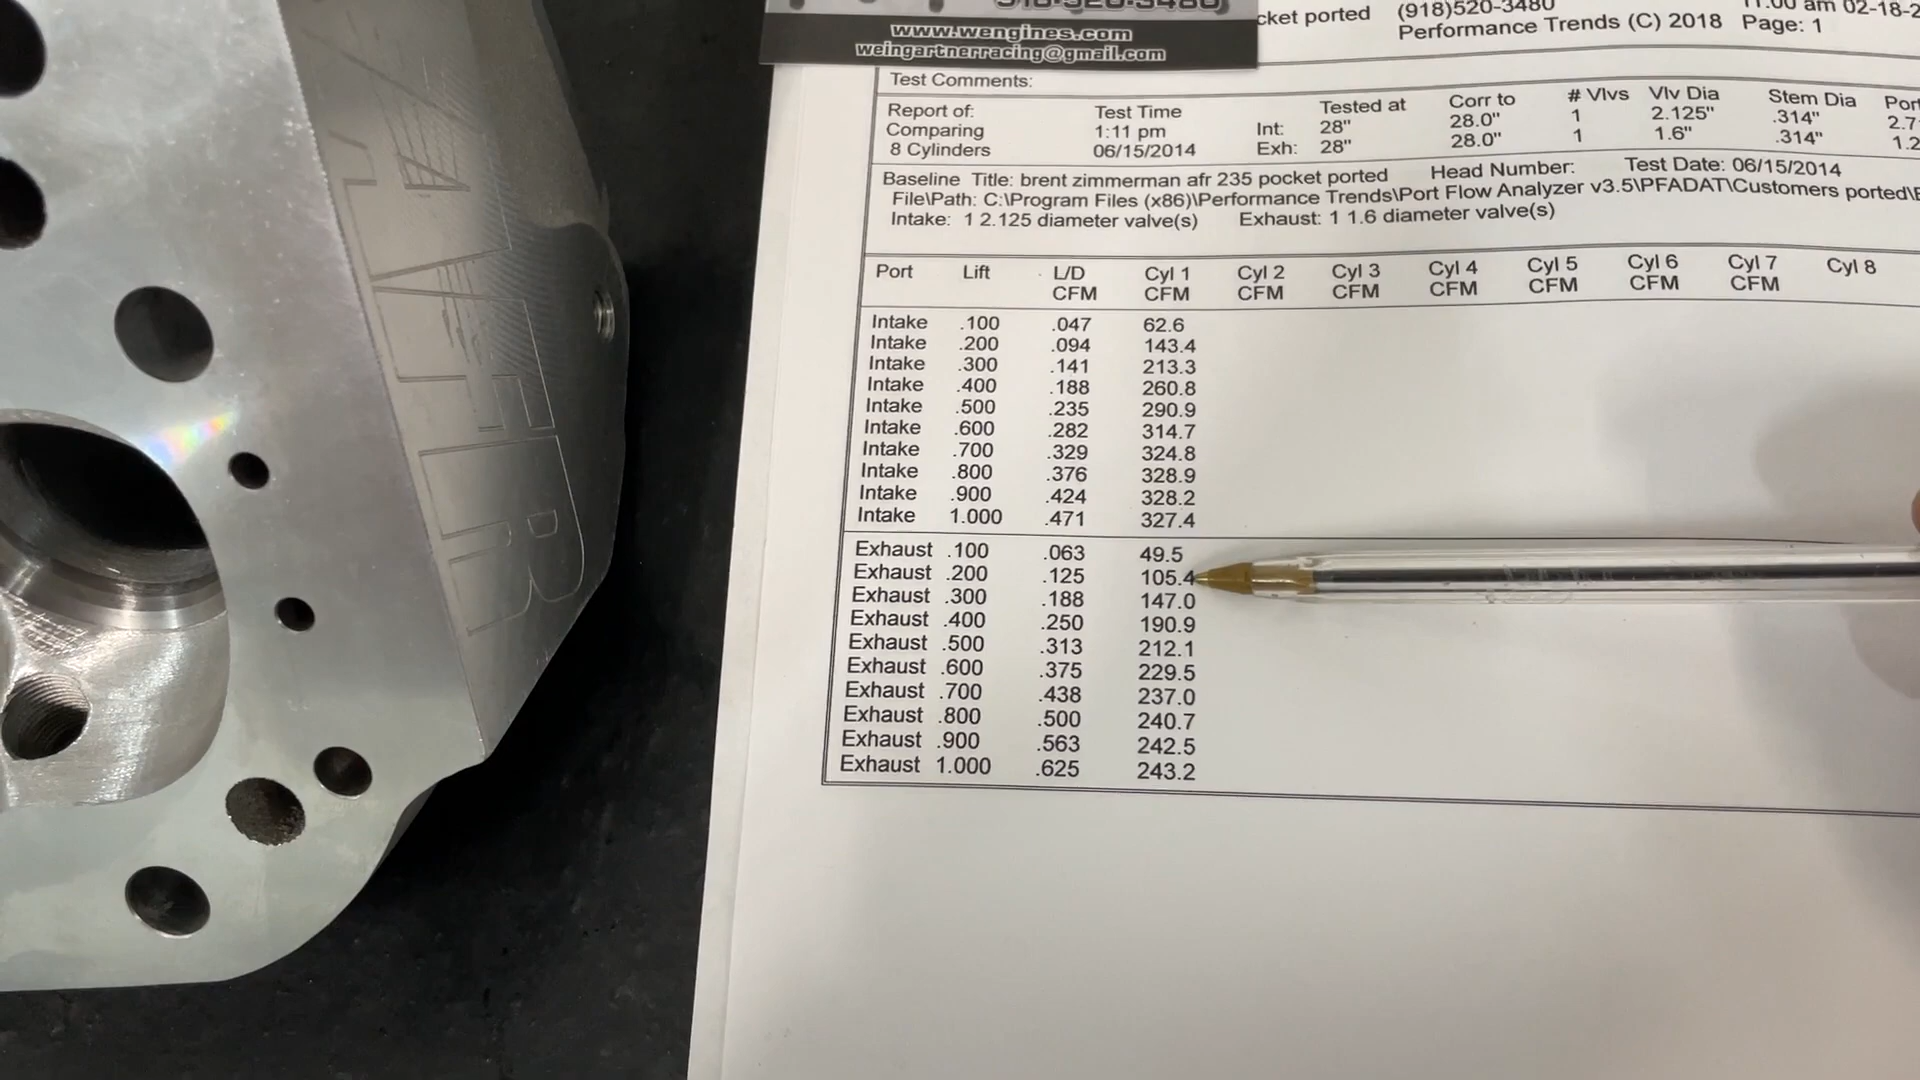 www.wengines.com
weingartnerracing@gmail.com
cket ported (918)520-3480
Performance Trends (C) 2018 Page: 1
Test Comments:
Report of: Test Time Tested at Corr to # Vlvs Vlv Dia Stem Dia
Comparing 1:11 pm Int: 28" 28.0" 1 2.125" .314" 2.7
8 Cylinders 06/15/2014 Exh: 28" 28.0" 1 1.6" .314" 1.2
Baseline Title: brent zimmerman afr 235 pocket ported Head Number: Test Date: 06/15/2014
File\Path: C:\Program Files (x86)\Performance Trends\Port Flow Analyzer v3.5\PFADAT\Customers ported\
Intake: 1 2.125 diameter valve(s) Exhaust: 1 1.6 diameter valve(s)
Port Lift L/D Cyl 1 Cyl 2 Cyl 3 Cyl 4 Cyl 5 Cyl 6 Cyl 7 Cyl 8
CFM CFM CFM CFM CFM CFM CFM CFM
Intake .100 .047 62.6
Intake .200 .094 143.4
Intake .300 .141 213.3
Intake .400 .188 260.8
Intake .500 .235 290.9
Intake .600 .282 314.7
Intake .700 .329 324.8
Intake .800 .376 328.9
Intake .900 .424 328.2
Intake 1.000 .471 327.4
Exhaust .100 .063 49.5
Exhaust .200 .125 105.4
Exhaust .300 .188 147.0
Exhaust .400 .250 190.9
Exhaust .500 .313 212.1
Exhaust .600 .375 229.5
Exhaust .700 .438 237.0
Exhaust .800 .500 240.7
Exhaust .900 .563 242.5
Exhaust 1.000 .625 243.2